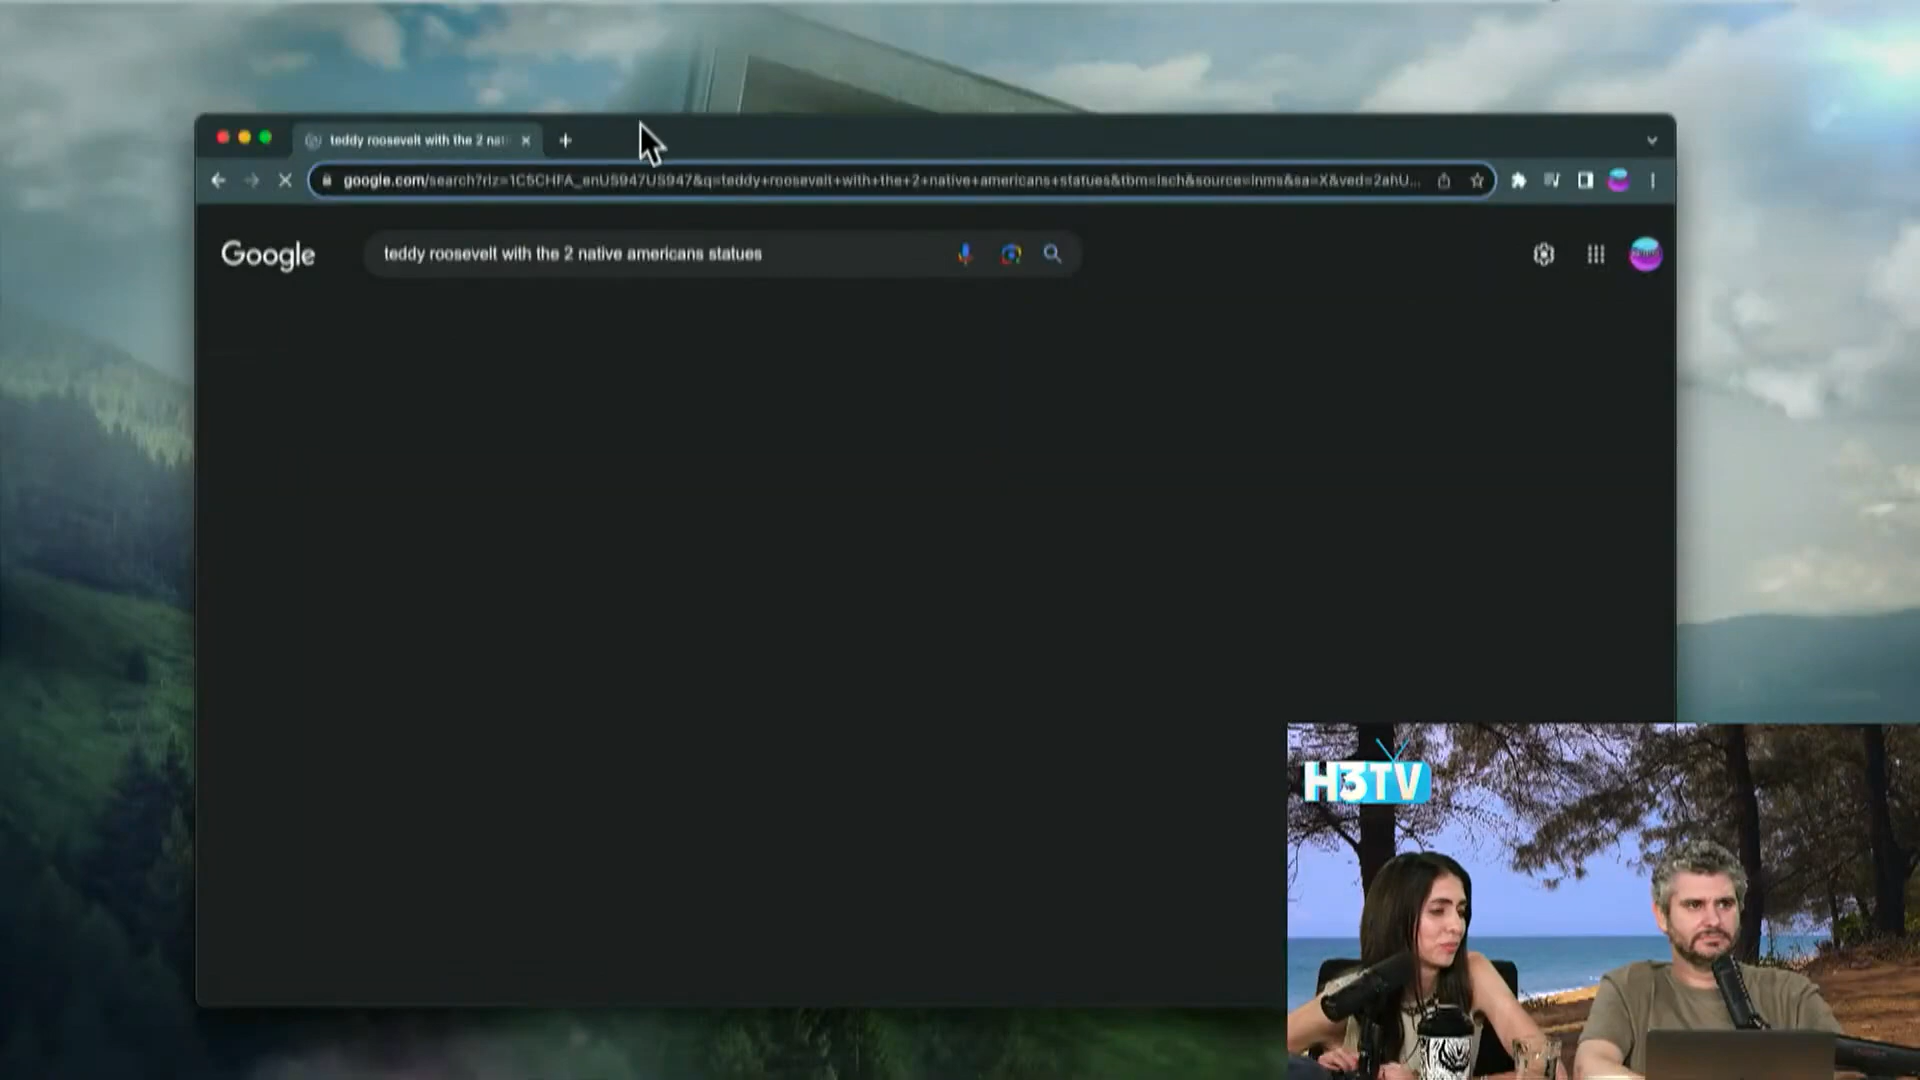 teddy roosevelt with the 2 nat
google.com/search?rlz=1C5CHFA_enUS947US947&q=teddy+roosevelt+with+the+2+native+americans+statues&tbm=isch&source=lnms&sa=X&ved=2ahU...
Google
teddy roosevelt with the 2 native americans statues
H3TV